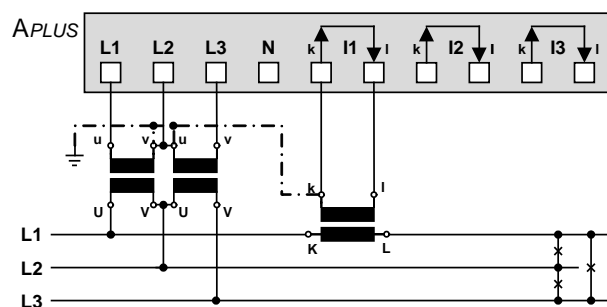 APLUS L1 L2 L3 N k I1 l k I2 l k I3 l
u v u v k l
U V U V
L1 K L
L2
L3